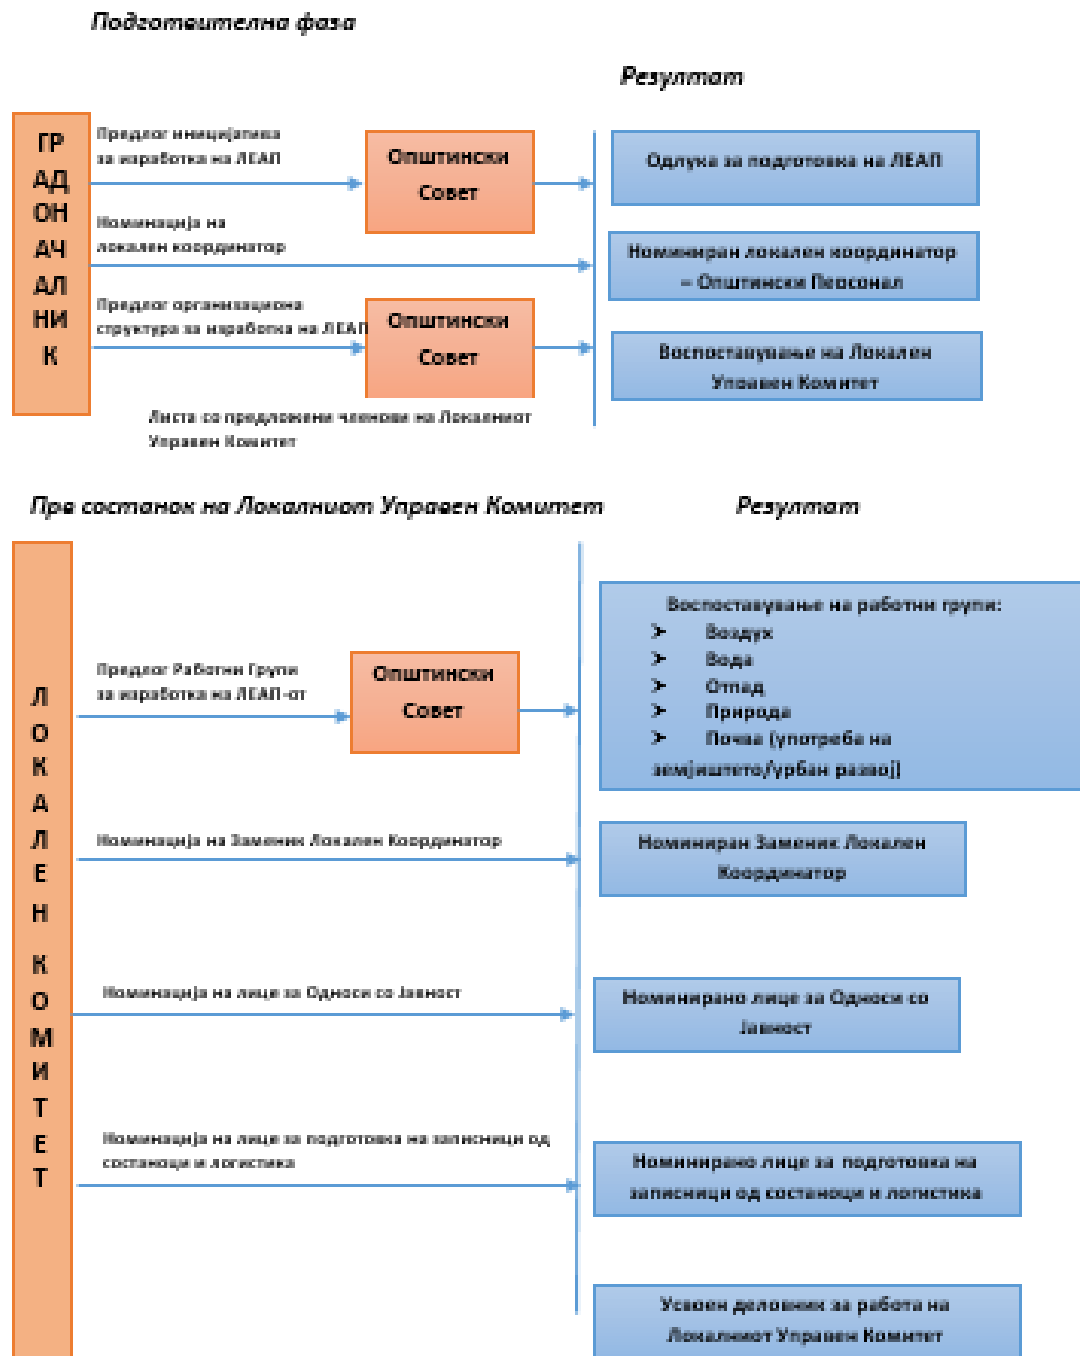 Подготвителна фаза
Резултат
ГР
АД
ОН
АЧ
АЛ
НИ
К
Предлог иницијатива
за изработка на ЛЕАП
Општински
Совет
Одлука за подготовка на ЛЕАП
Номинација на
локален координатор
Номиниран локален координатор
– Општински Персонал
Предлог организациона
структура за изработка на ЛЕАП
Општински
Совет
Воспоставување на Локален
Управен Комитет
Листа со предложени членови на Локалниот
Управен Комитет
Прв состанок на Локалниот Управен Комитет
Резултат
Л
О
К
А
Л
Е
Н
К
О
М
И
Т
Е
Т
Предлог Работни Групи
за изработка на ЛЕАП-от
Општински
Совет
Воспоставување на работни групи:
➢ Воздух
➢ Вода
➢ Отпад
➢ Природа
➢ Почва (употреба на
земјиштето/урбан развој)
Номинација на Заменик Локален Координатор
Номиниран Заменик Локален
Координатор
Номинација на лице за Односи со Јавност
Номинирано лице за Односи со
Јавност
Номинација на лице за подготовка на записници од
состаноци и логистика
Номинирано лице за подготовка на
записници од состаноци и логистика
Усвоен деловник за работа на
Локалниот Управен Комитет